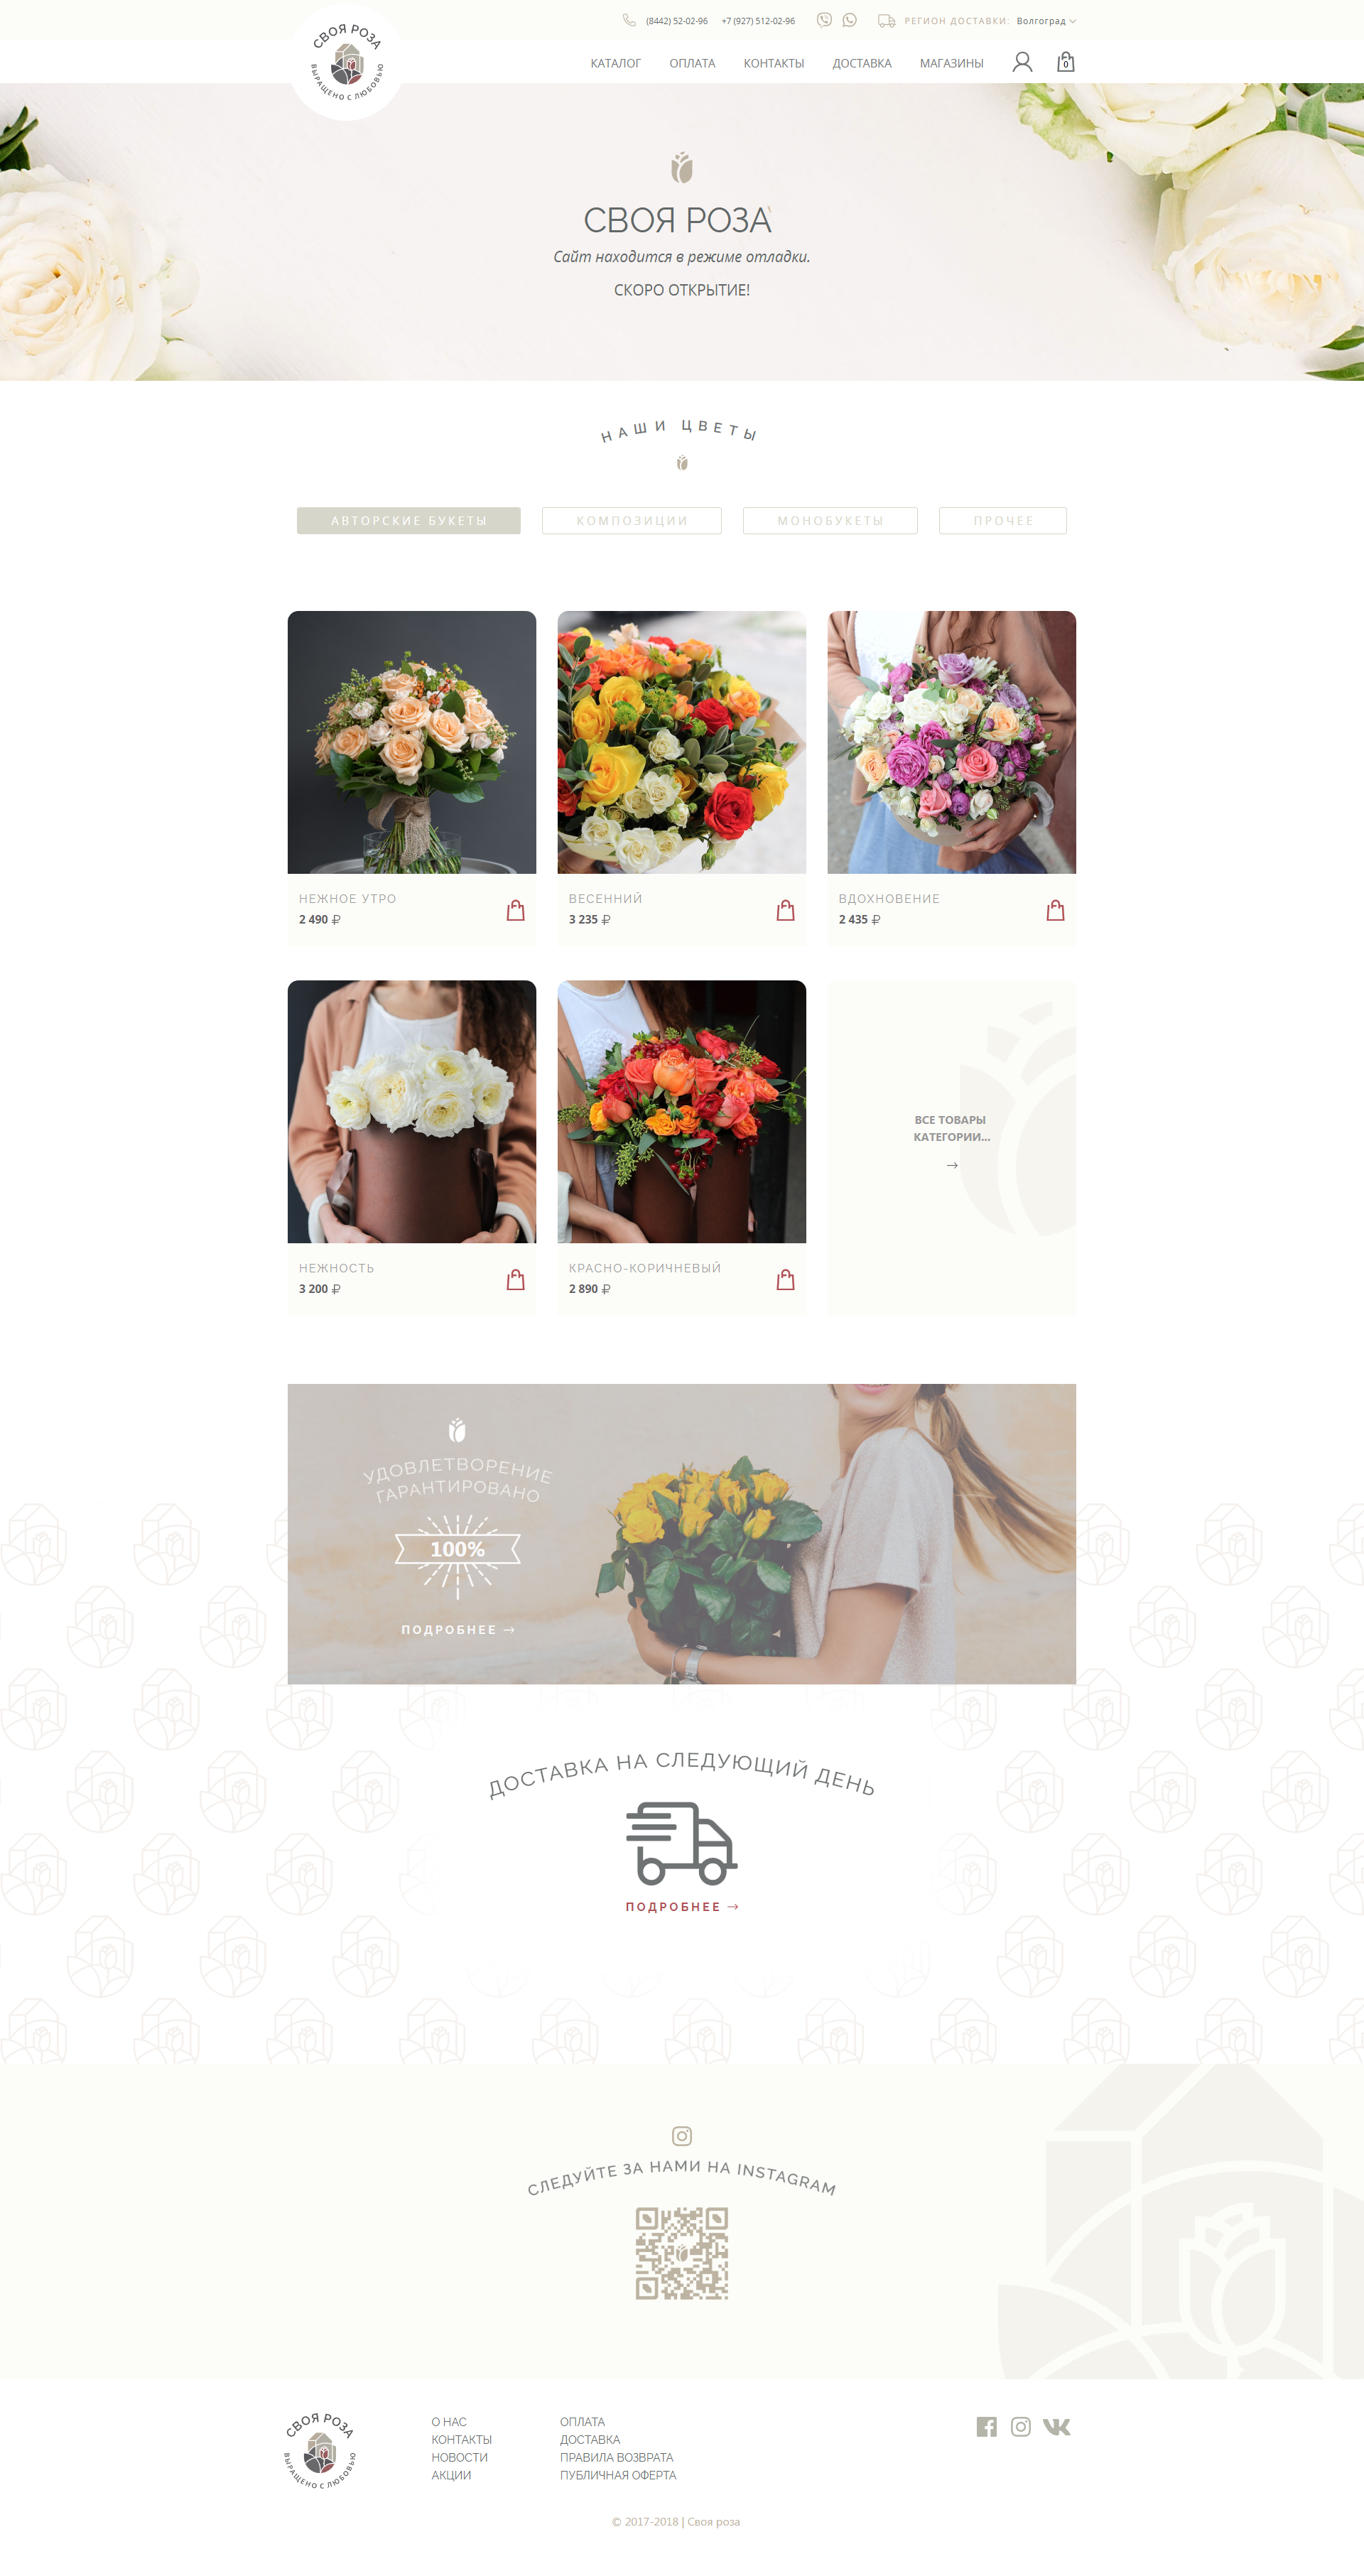 (8442) 52-02-96 +7 (927) 512-02-96 РЕГИОН ДОСТАВКИ: Волгоград
СВОЯ РОЗА
ВЫРАЩЕНО С ЛЮБОВЬЮ
КАТАЛОГ ОПЛАТА КОНТАКТЫ ДОСТАВКА МАГАЗИНЫ 0
СВОЯ РОЗА
Сайт находится в режиме отладки.
СКОРО ОТКРЫТИЕ!
НАШИ ЦВЕТЫ
АВТОРСКИЕ БУКЕТЫ КОМПОЗИЦИИ МОНОБУКЕТЫ ПРОЧЕЕ
НЕЖНОЕ УТРО
2 490 ₽
ВЕСЕННИЙ
3 235 ₽
ВДОХНОВЕНИЕ
2 435 ₽
НЕЖНОСТЬ
3 200 ₽
КРАСНО-КОРИЧНЕВЫЙ
2 890 ₽
ВСЕ ТОВАРЫ
КАТЕГОРИИ...
→
УДОВЛЕТВОРЕНИЕ
ГАРАНТИРОВАНО
100%
ПОДРОБНЕЕ →
ДОСТАВКА НА СЛЕДУЮЩИЙ ДЕНЬ
ПОДРОБНЕЕ →
СЛЕДУЙТЕ ЗА НАМИ НА INSTAGRAM
СВОЯ РОЗА
ВЫРАЩЕНО С ЛЮБОВЬЮ
О НАС
КОНТАКТЫ
НОВОСТИ
АКЦИИ
ОПЛАТА
ДОСТАВКА
ПРАВИЛА ВОЗВРАТА
ПУБЛИЧНАЯ ОФЕРТА
© 2017-2018 | Своя роза